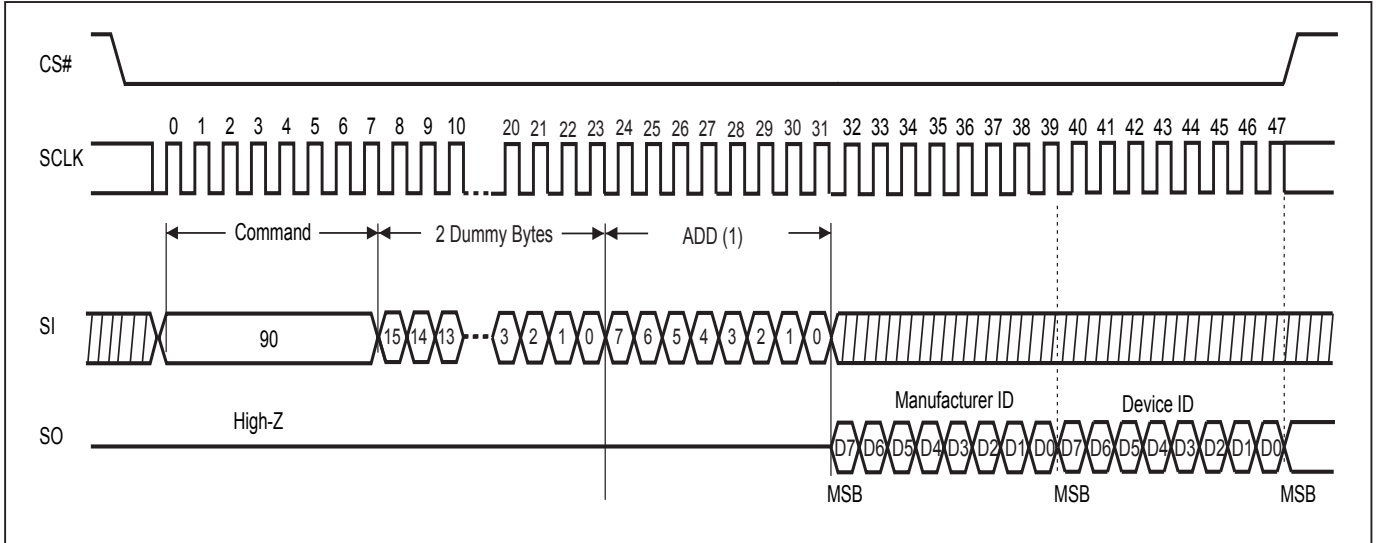 CS#
0 1 2 3 4 5 6 7 8 9 10 20 21 22 23 24 25 26 27 28 29 30 31 32 33 34 35 36 37 38 39 40 41 42 43 44 45 46 47
SCLK
Command 2 Dummy Bytes ADD (1)
SI 90 15 14 13 3 2 1 0 7 6 5 4 3 2 1 0
Manufacturer ID Device ID
High-Z
SO D7 D6 D5 D4 D3 D2 D1 D0 D7 D6 D5 D4 D3 D2 D1 D0
MSB MSB MSB